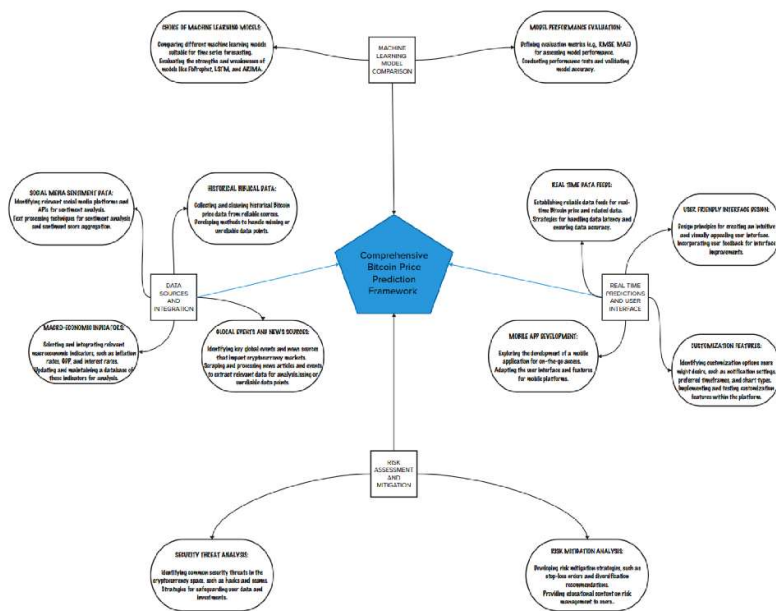 CHOICE OF MACHINE LEARNING MODELS:
Comparing different machine learning models
suitable for time series forecasting.
Evaluating the strengths and weaknesses of
models like FbProphet, LSTM, and ARIMA.
MACHINE
LEARNING
MODEL
COMPARISON
MODEL PERFORMANCE EVALUATION:
Defining evaluation metrics (e.g., RMSE, MAE)
for assessing model performance.
Conducting performance tests and validating
model accuracy.
SOCIAL MEDIA SENTIMENT DATA:
Identifying relevant social media platforms and
APIs for sentiment analysis.
Text processing techniques for sentiment analysis
and sentiment score aggregation.
HISTORICAL
DATA:
Collecting and cleaning historical Bitcoin
price data from reliable sources.
Developing methods to handle missing or
unreliable data points.
DATA
SOURCES
AND
INTEGRATION
MACRO-ECONOMIC INDICATORS:
Selecting and integrating relevant
macroeconomic indicators, such as inflation
rates, GDP, and interest rates.
Updating and maintaining a database of
these indicators for analysis.
GLOBAL EVENTS AND NEWS SOURCES:
Identifying key global events and news sources
that impact cryptocurrency markets.
Scraping and processing news articles and events
to extract relevant data for analysis.
unreliable data points.
Comprehensive
Bitcoin Price
Prediction
Framework
REAL TIME DATA FEEDS:
Establishing reliable data feeds for real-
time Bitcoin price and related data.
Strategies for handling data latency and
ensuring data accuracy.
USER FRIENDLY INTERFACE DESIGN:
Design principles for creating an intuitive
and visually appealing user interface.
Incorporating user feedback for interface
improvements.
REAL TIME
PREDICTIONS
AND USER
INTERFACE
MOBILE APP DEVELOPMENT:
Exploring the development of a mobile
application for on-the-go access.
Adapting the user interface and features
for mobile platforms.
CUSTOMIZATION FEATURES:
Identifying customization options users
might desire, such as notification settings,
preferred timeframes, and chart types.
Implementing and testing customization
features within the platform.
RISK
ASSESSMENT
AND
MITIGATION
SECURITY THREAT ANALYSIS:
Identifying common security threats in the
cryptocurrency space, such as hacks and scams.
Strategies for safeguarding user data and
investments.
RISK MITIGATION ANALYSIS:
Developing risk mitigation strategies, such as
stop-loss orders and diversification
recommendations.
Providing educational content on risk
management to users.